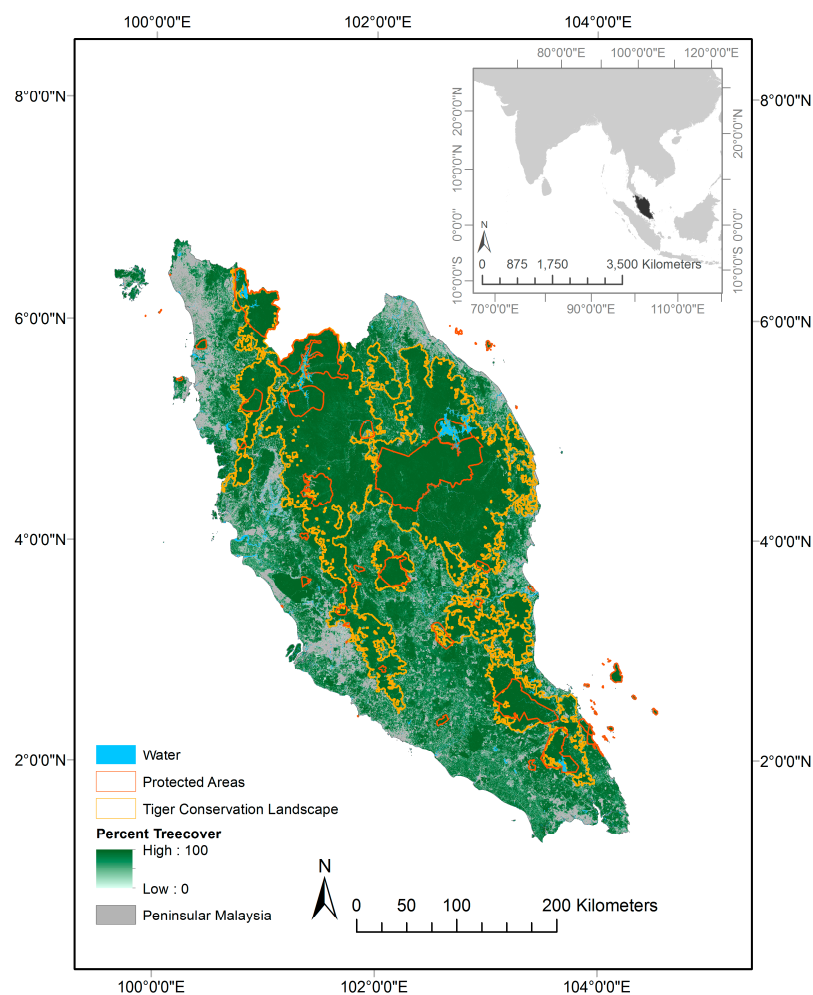 100°0'0"E 102°0'0"E 104°0'0"E
80°0'0"E 100°0'0"E 120°0'0"E
8°0'0"N 8°0'0"N
20°0'0"N 20°0'0"N
10°0'0"N 10°0'0"N
0°0'0" 0°0'0"
10°0'0"S 10°0'0"S
N
0 875 1,750 3,500 Kilometers
70°0'0"E 90°0'0"E 110°0'0"E
6°0'0"N 6°0'0"N
4°0'0"N 4°0'0"N
2°0'0"N 2°0'0"N
Water
Protected Areas
Tiger Conservation Landscape
Percent Treecover
High : 100
Low : 0
Peninsular Malaysia
N
0 50 100 200 Kilometers
100°0'0"E 102°0'0"E 104°0'0"E